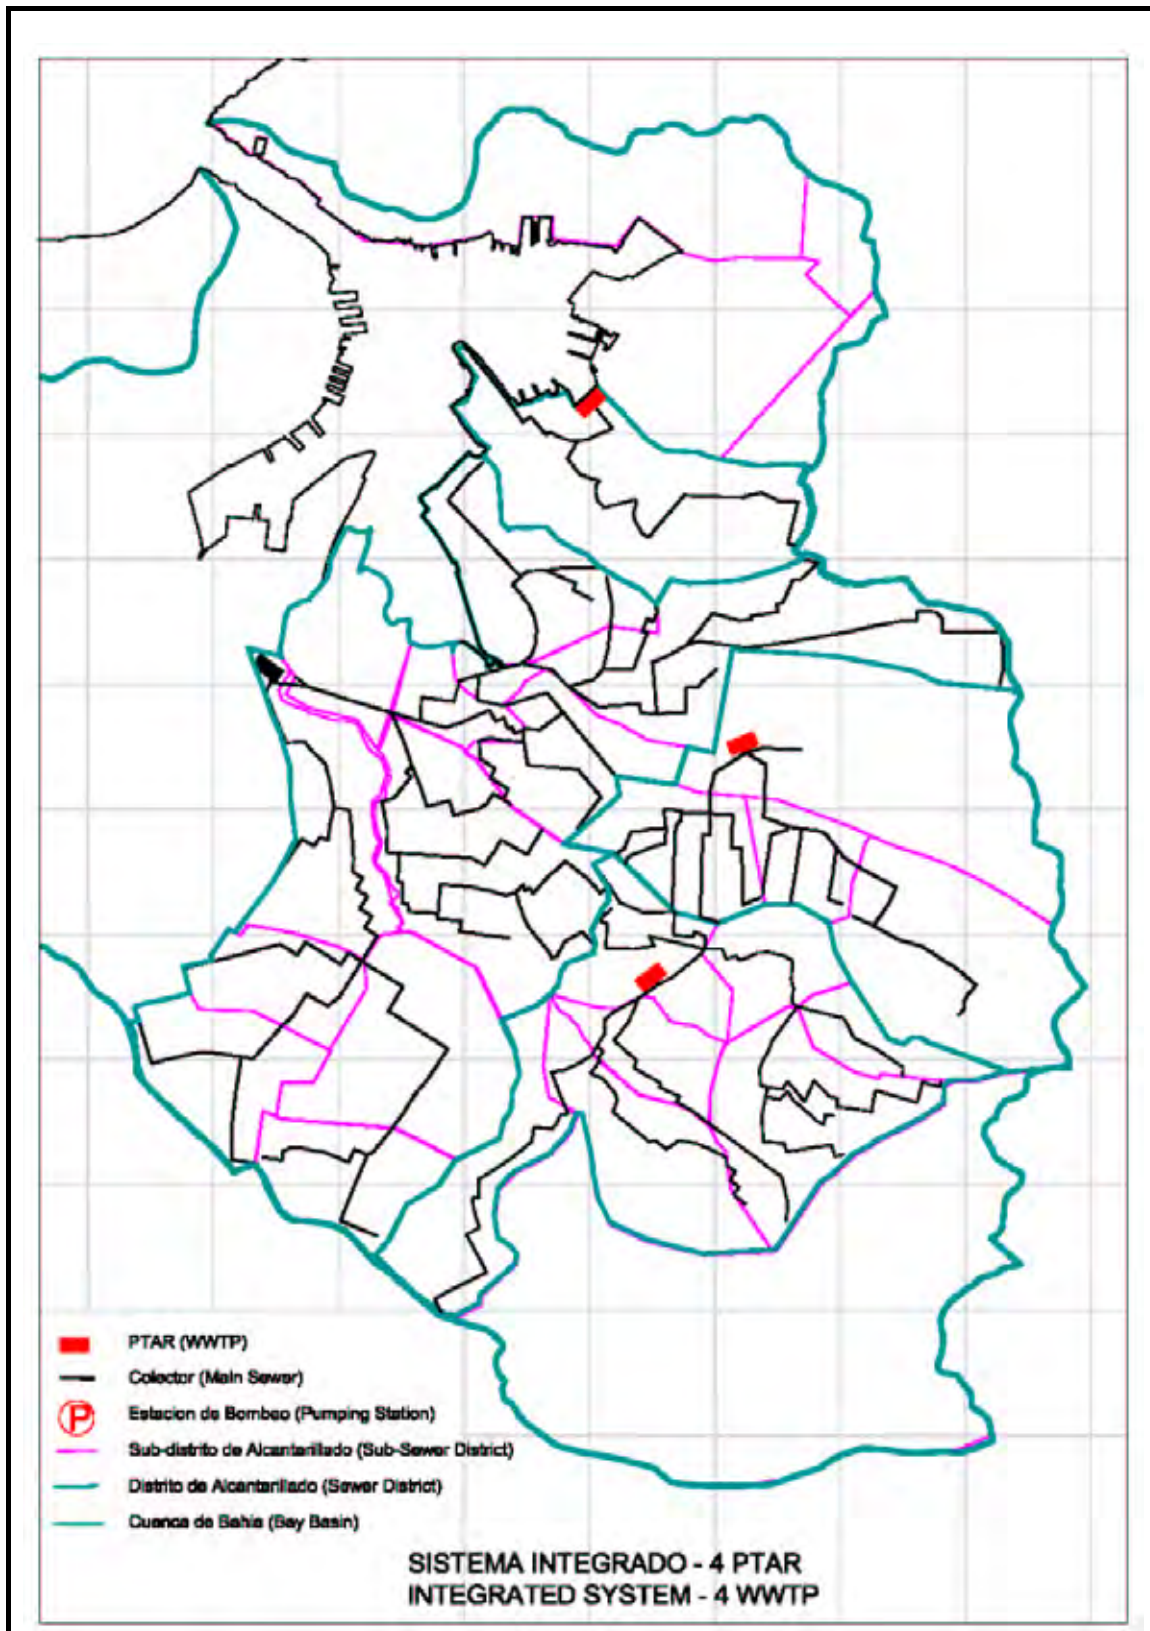 PTAR (WWTP)
Colector (Main Sewer)
P
Estacion de Bombeo (Pumping Station)
Sub-distrito de Alcantarillado (Sub-Sewer District)
Distrito de Alcantarillado (Sewer District)
Cuenca de Bahia (Bay Basin)
SISTEMA INTEGRADO - 4 PTAR
INTEGRATED SYSTEM - 4 WWTP